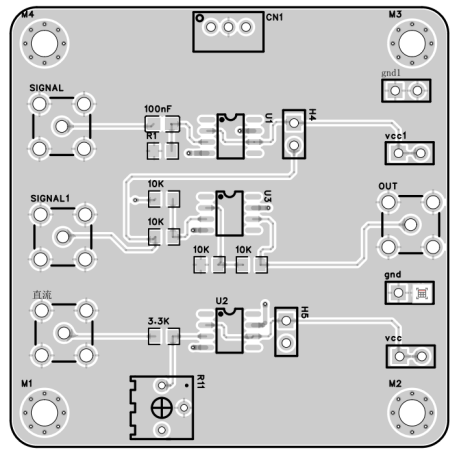 M4
CN1
M3
gnd1
SIGNAL
100nF
U1
H4
R1
vcc1
10K
OUT
SIGNAL1
U3
10K
10K
10K
gnd
直流
U2
H5
3.3K
vcc
R11
M1
M2